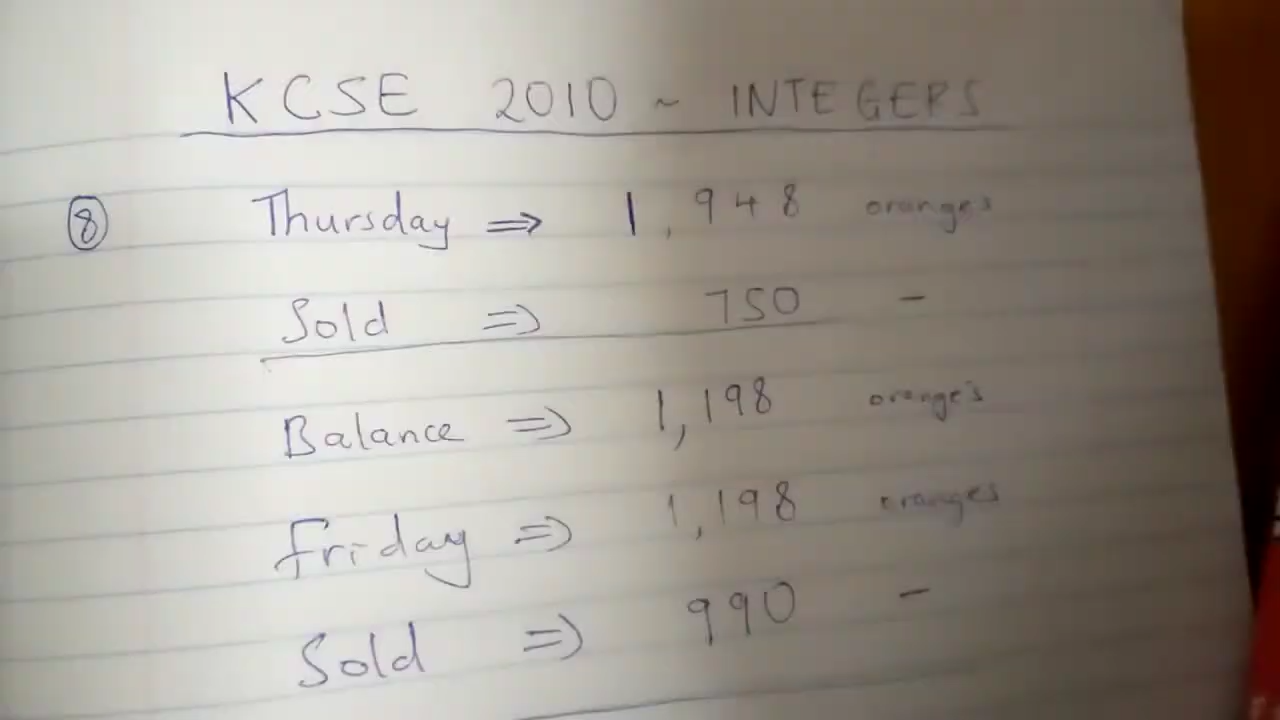 KCSE 2010 ~ INTEGERS
8 Thursday ⇒ 1,948 oranges
Sold ⇒ 750 -
Balance ⇒ 1,198 oranges
Friday ⇒ 1,198 oranges
Sold ⇒ 990 -